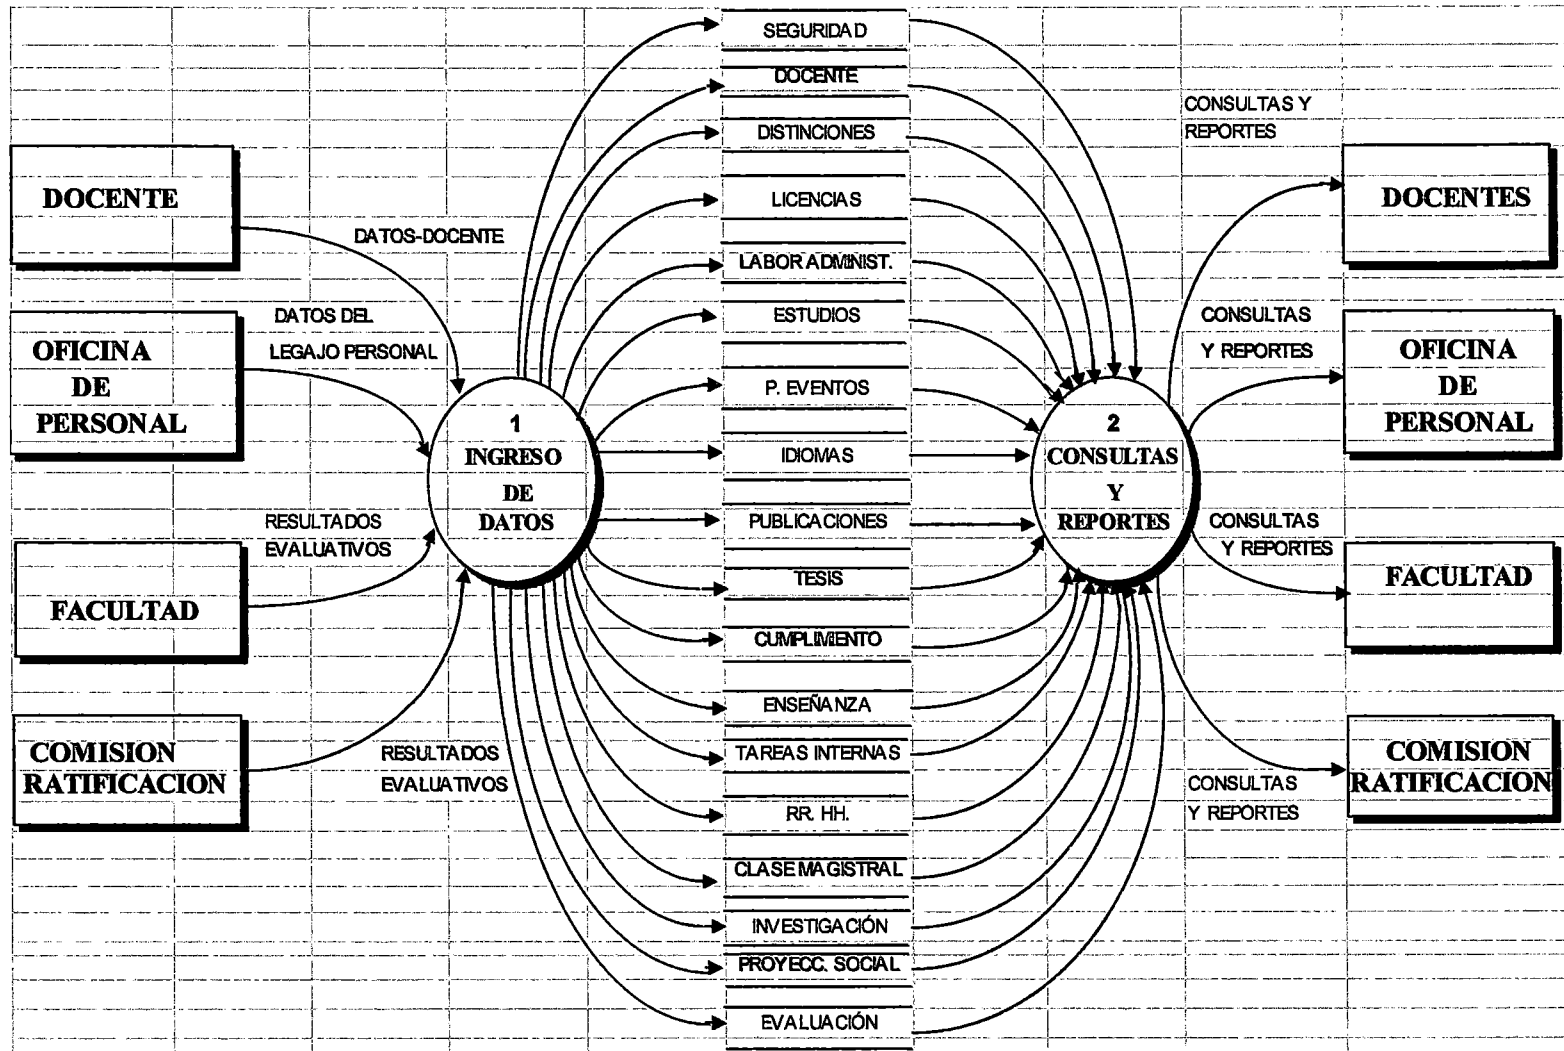 DOCENTE
DATOS-DOCENTE
OFICINA
DE
PERSONAL
DATOS DEL
LEGAJO PERSONAL
FACULTAD
RESULTADOS
EVALUATIVOS
COMISION
RATIFICACION
RESULTADOS
EVALUATIVOS
1
INGRESO
DE
DATOS
SEGURIDAD
DOCENTE
DISTINCIONES
LICENCIAS
LABOR ADMINIST.
ESTUDIOS
P. EVENTOS
IDIOMAS
PUBLICACIONES
TESIS
CUMPLIMIENTO
ENSEÑANZA
TAREAS INTERNAS
RR. HH.
CLASE MAGISTRAL
INVESTIGACIÓN
PROYECC. SOCIAL
EVALUACIÓN
2
CONSULTAS
Y
REPORTES
CONSULTAS Y
REPORTES
DOCENTES
CONSULTAS
Y REPORTES
OFICINA
DE
PERSONAL
CONSULTAS
Y REPORTES
FACULTAD
CONSULTAS
Y REPORTES
COMISION
RATIFICACION